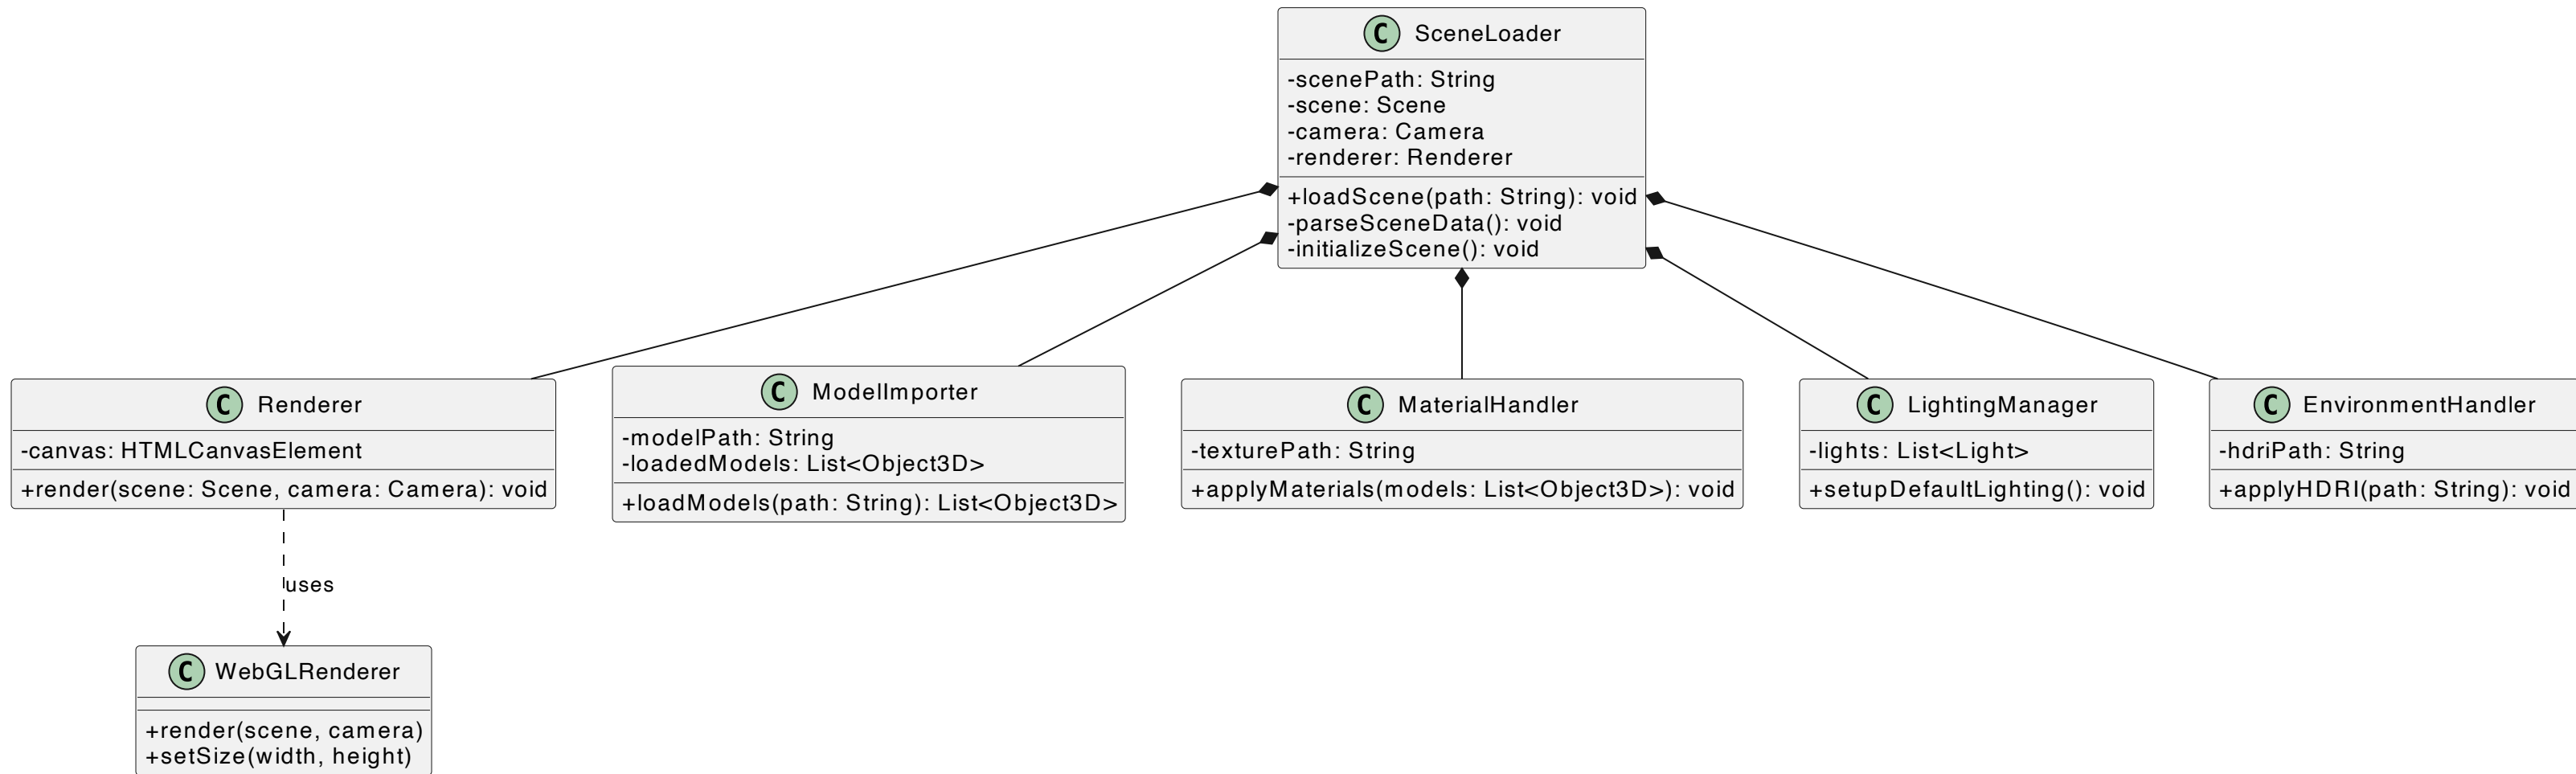 C SceneLoader
-scenePath: String
-scene: Scene
-camera: Camera
-renderer: Renderer
+loadScene(path: String): void
-parseSceneData(): void
-initializeScene(): void
C Renderer
-canvas: HTMLCanvasElement
+render(scene: Scene, camera: Camera): void
C ModelImporter
-modelPath: String
-loadedModels: List<Object3D>
+loadModels(path: String): List<Object3D>
C MaterialHandler
-texturePath: String
+applyMaterials(models: List<Object3D>): void
C LightingManager
-lights: List<Light>
+setupDefaultLighting(): void
C EnvironmentHandler
-hdriPath: String
+applyHDRI(path: String): void
uses
C WebGLRenderer
+render(scene, camera)
+setSize(width, height)